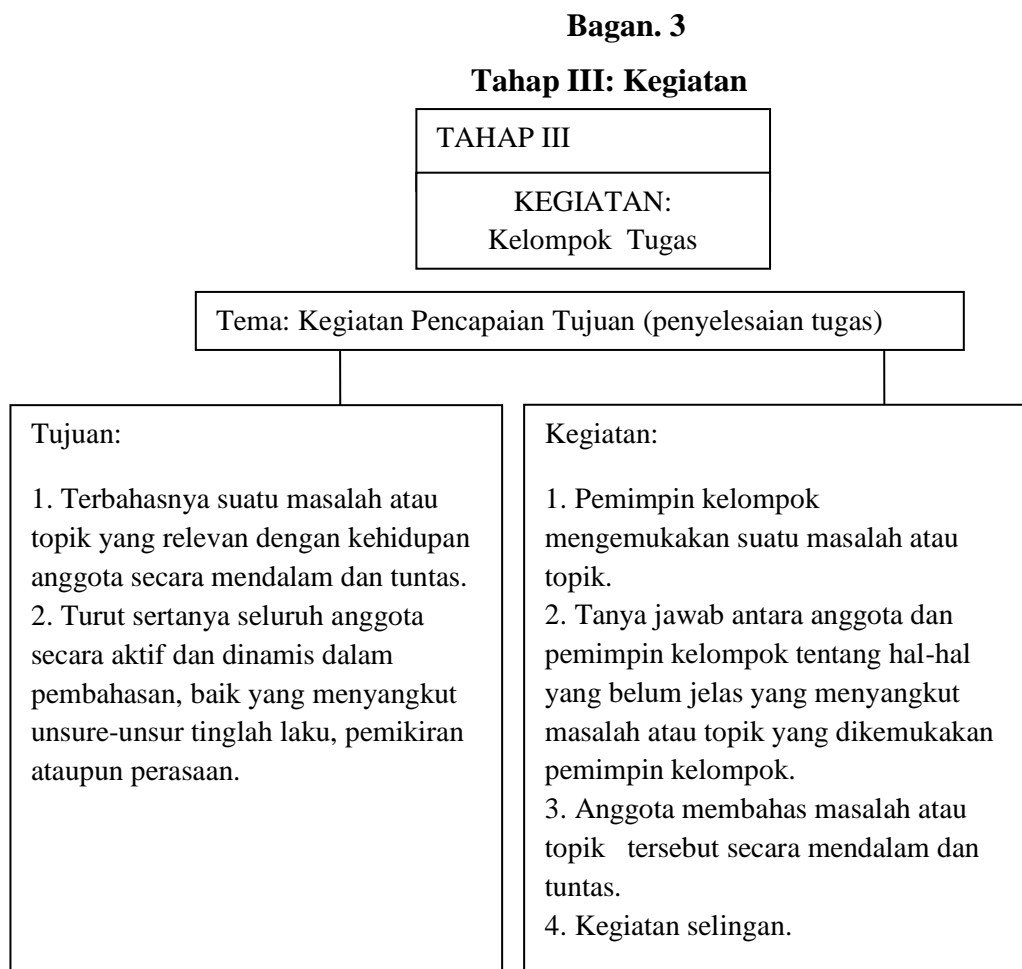 Bagan. 3
Tahap III: Kegiatan
TAHAP III
KEGIATAN:
Kelompok Tugas
Tema: Kegiatan Pencapaian Tujuan (penyelesaian tugas)
Tujuan:
1. Terbahasnya suatu masalah atau
topik yang relevan dengan kehidupan
anggota secara mendalam dan tuntas.
2. Turut sertanya seluruh anggota
secara aktif dan dinamis dalam
pembahasan, baik yang menyangkut
unsure-unsur tinglah laku, pemikiran
ataupun perasaan.
Kegiatan:
1. Pemimpin kelompok
mengemukakan suatu masalah atau
topik.
2. Tanya jawab antara anggota dan
pemimpin kelompok tentang hal-hal
yang belum jelas yang menyangkut
masalah atau topik yang dikemukakan
pemimpin kelompok.
3. Anggota membahas masalah atau
topik tersebut secara mendalam dan
tuntas.
4. Kegiatan selingan.